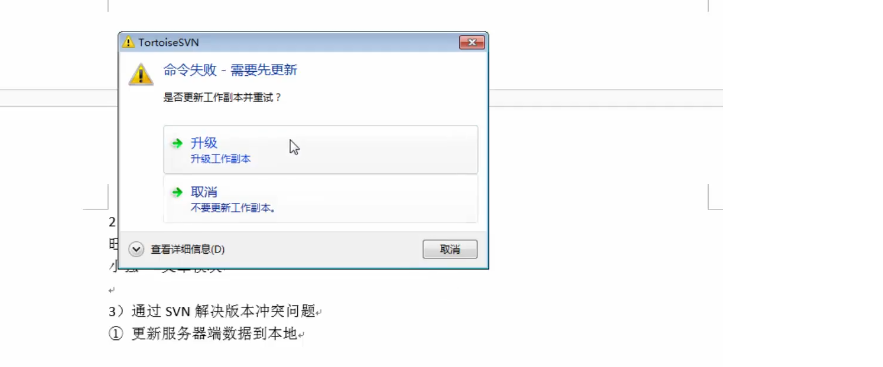 TortoiseSVN
命令失败 - 需要先更新
是否更新工作副本并重试？
升级
升级工作副本
取消
不要更新工作副本。
查看详细信息(D)
取消
2
3）通过 SVN 解决版本冲突问题
① 更新服务器端数据到本地